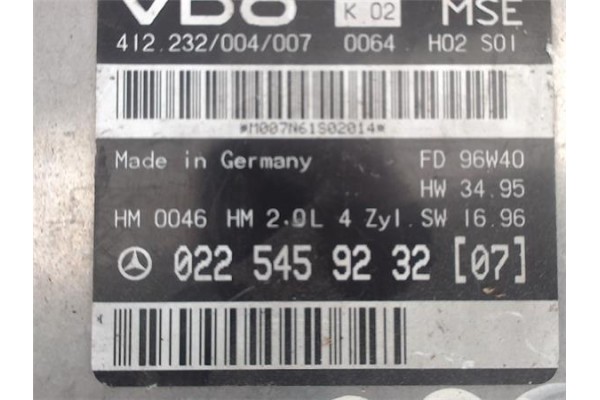 VDO K 02 MSE
412.232/004/007 0064 H02 S01
*M007N61S02014*
Made in Germany FD 96W40
HW 34.95
HM 0046 HM 2.0L 4 Zyl. SW 16.96
022 545 92 32 [07]